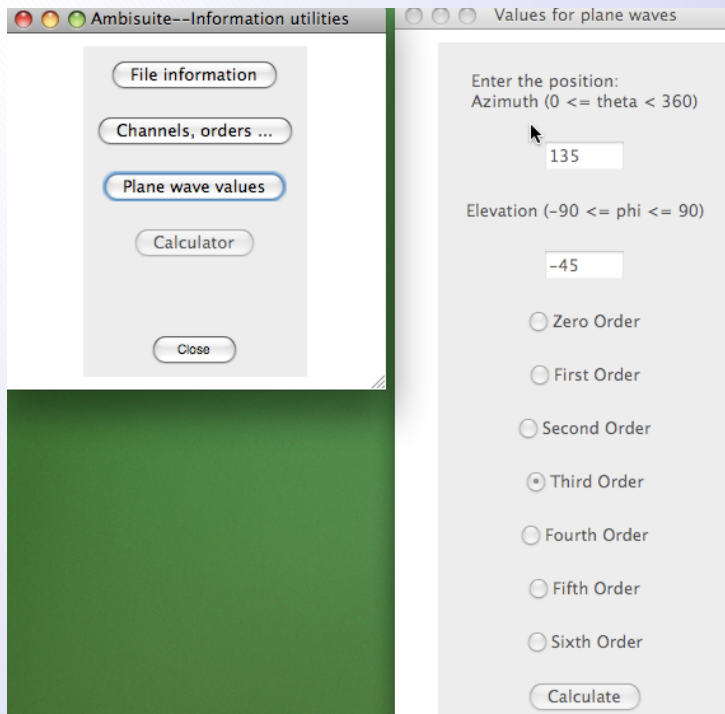 Ambisuite--Information utilities
File information
Channels, orders ...
Plane wave values
Calculator
Close
Values for plane waves
Enter the position:
Azimuth (0 <= theta < 360)
135
Elevation (-90 <= phi <= 90)
-45
Zero Order
First Order
Second Order
Third Order
Fourth Order
Fifth Order
Sixth Order
Calculate